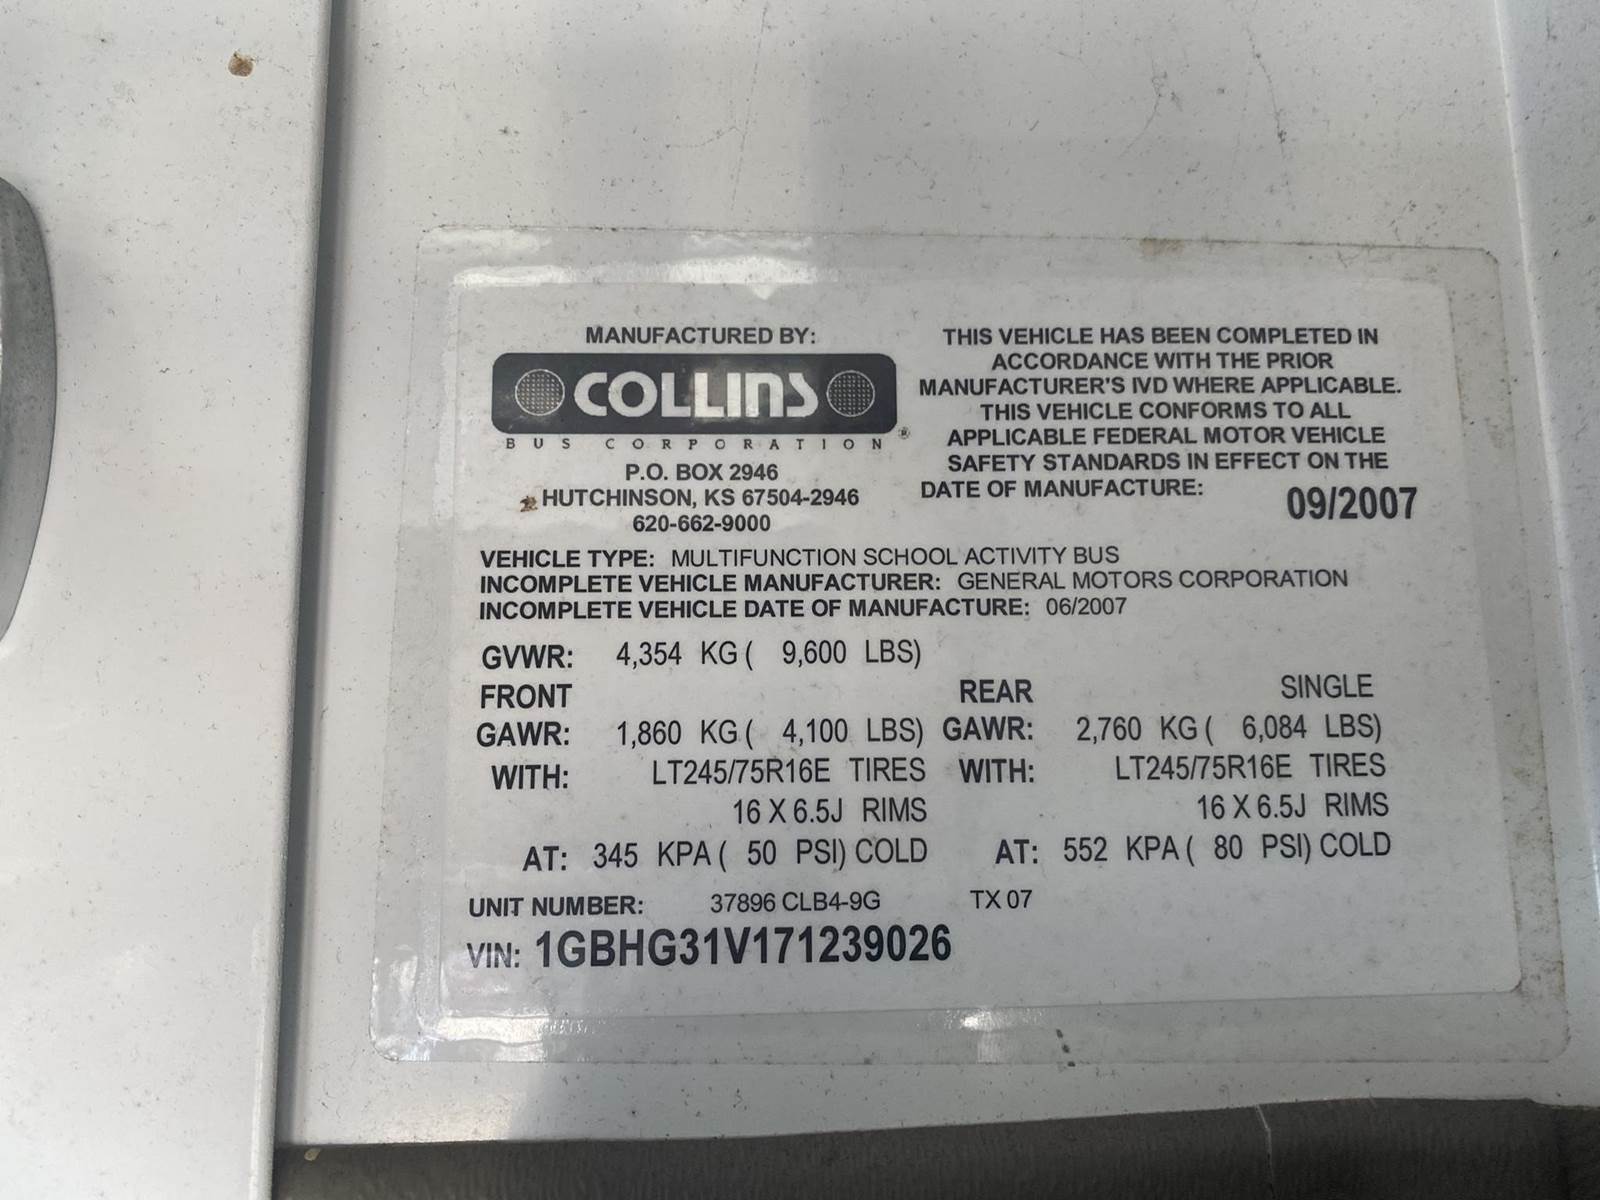 MANUFACTURED BY:
COLLINS
BUS CORPORATION ®
P.O. BOX 2946
HUTCHINSON, KS 67504-2946
620-662-9000
THIS VEHICLE HAS BEEN COMPLETED IN
ACCORDANCE WITH THE PRIOR
MANUFACTURER'S IVD WHERE APPLICABLE.
THIS VEHICLE CONFORMS TO ALL
APPLICABLE FEDERAL MOTOR VEHICLE
SAFETY STANDARDS IN EFFECT ON THE
DATE OF MANUFACTURE: 09/2007
VEHICLE TYPE: MULTIFUNCTION SCHOOL ACTIVITY BUS
INCOMPLETE VEHICLE MANUFACTURER: GENERAL MOTORS CORPORATION
INCOMPLETE VEHICLE DATE OF MANUFACTURE: 06/2007
GVWR: 4,354 KG ( 9,600 LBS)
FRONT REAR SINGLE
GAWR: 1,860 KG ( 4,100 LBS) GAWR: 2,760 KG ( 6,084 LBS)
WITH: LT245/75R16E TIRES WITH: LT245/75R16E TIRES
16 X 6.5J RIMS 16 X 6.5J RIMS
AT: 345 KPA ( 50 PSI) COLD AT: 552 KPA ( 80 PSI) COLD
UNIT NUMBER: 37896 CLB4-9G TX 07
VIN: 1GBHG31V171239026